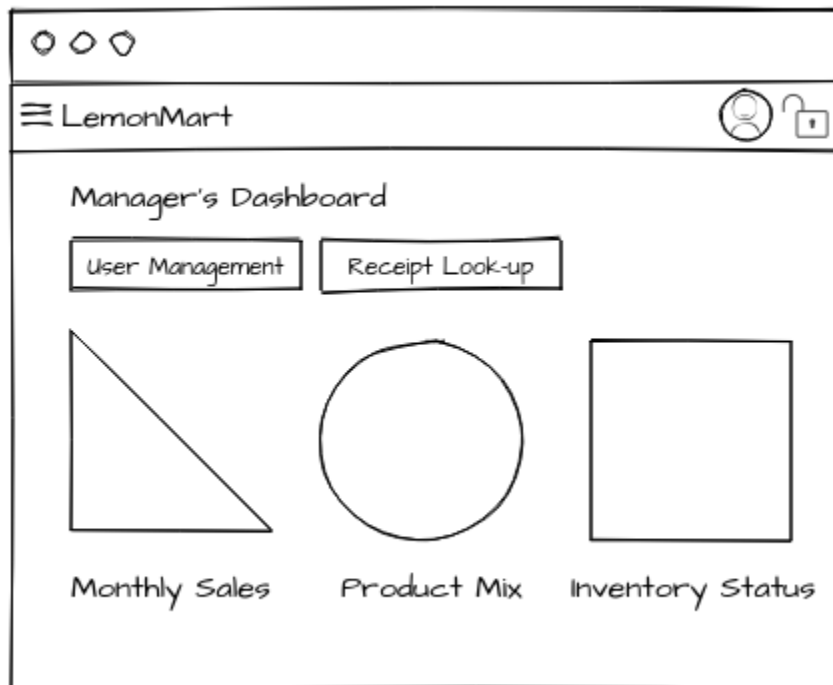 LemonMart
Manager's Dashboard
User Management
Receipt Look-up
Monthly Sales
Product Mix
Inventory Status